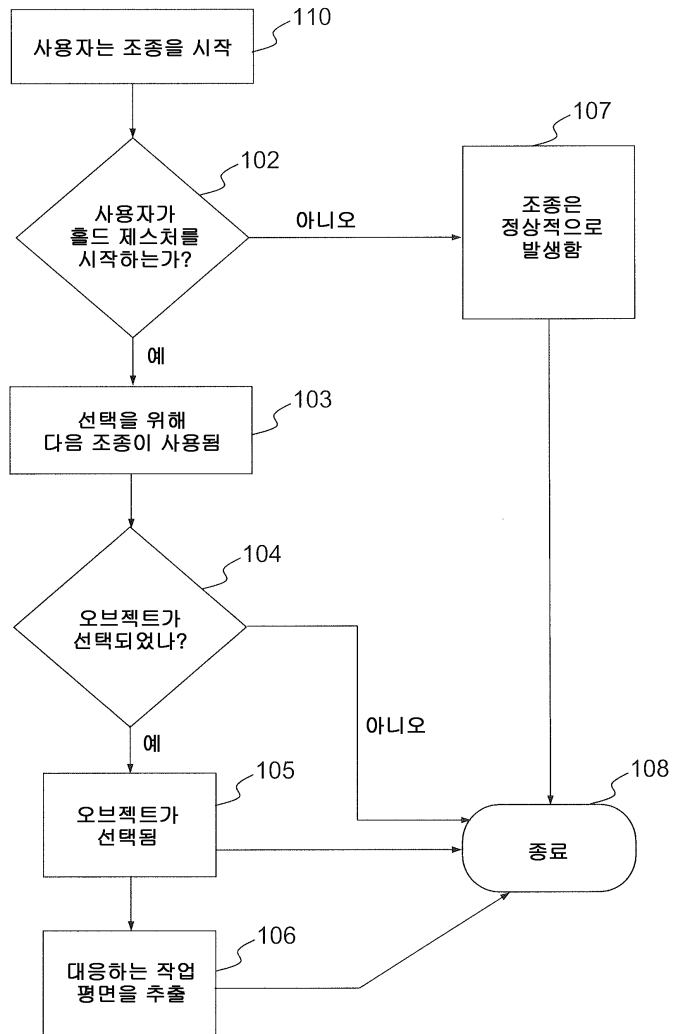 110
사용자는 조종을 시작
102
사용자가
홀드 제스처를
시작하는가?
아니오
107
조종은
정상적으로
발생함
예
103
선택을 위해
다음 조종이 사용됨
104
오브젝트가
선택되었나?
아니오
예
105
오브젝트가
선택됨
108
종료
106
대응하는 작업
평면을 추출